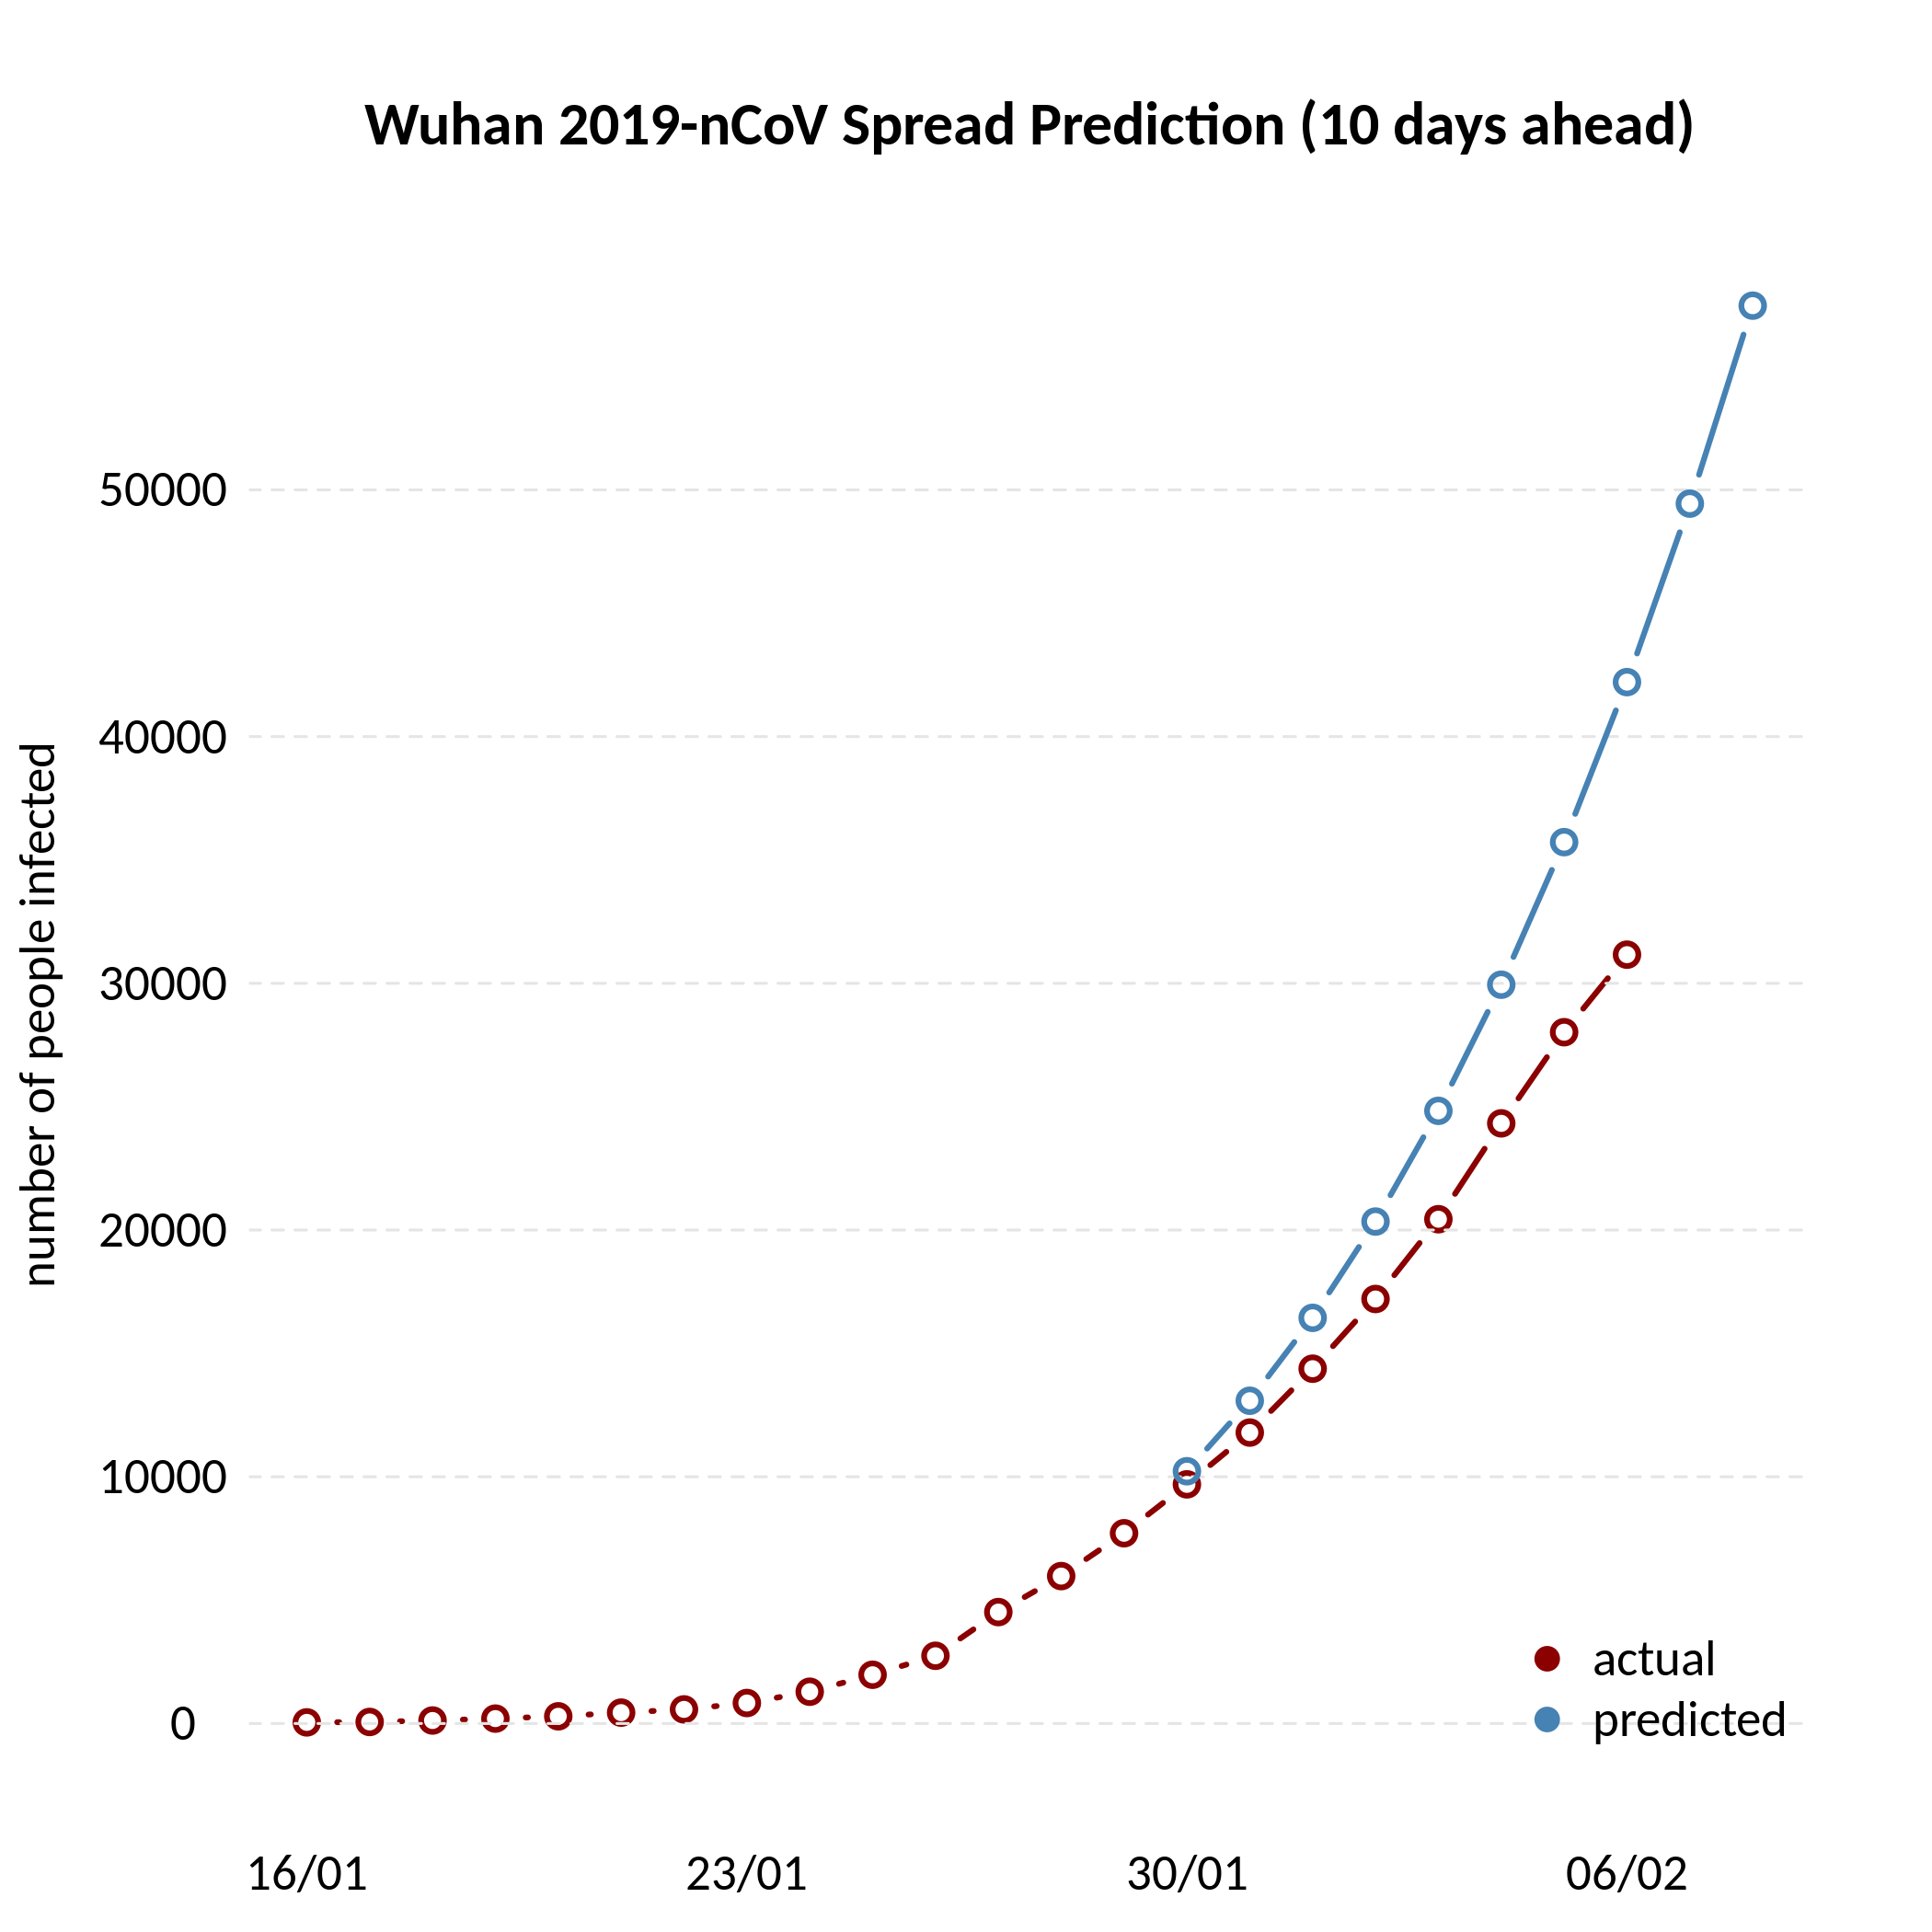 Wuhan 2019-nCoV Spread Prediction (10 days ahead)
number of people infected
50000
40000
30000
20000
10000
0
actual
predicted
16/01
23/01
30/01
06/02